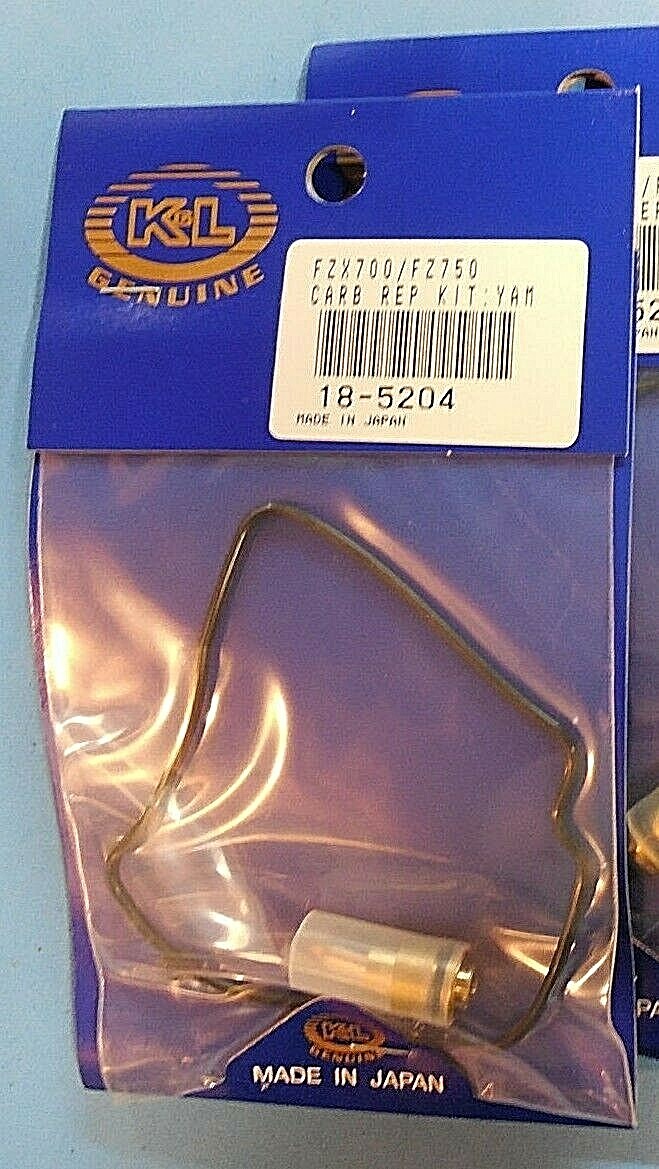 K&L
GENUINE
FZX700/FZ750
CARB REP KIT:YAM
18-5204
MADE IN JAPAN
K&L
GENUINE
MADE IN JAPAN